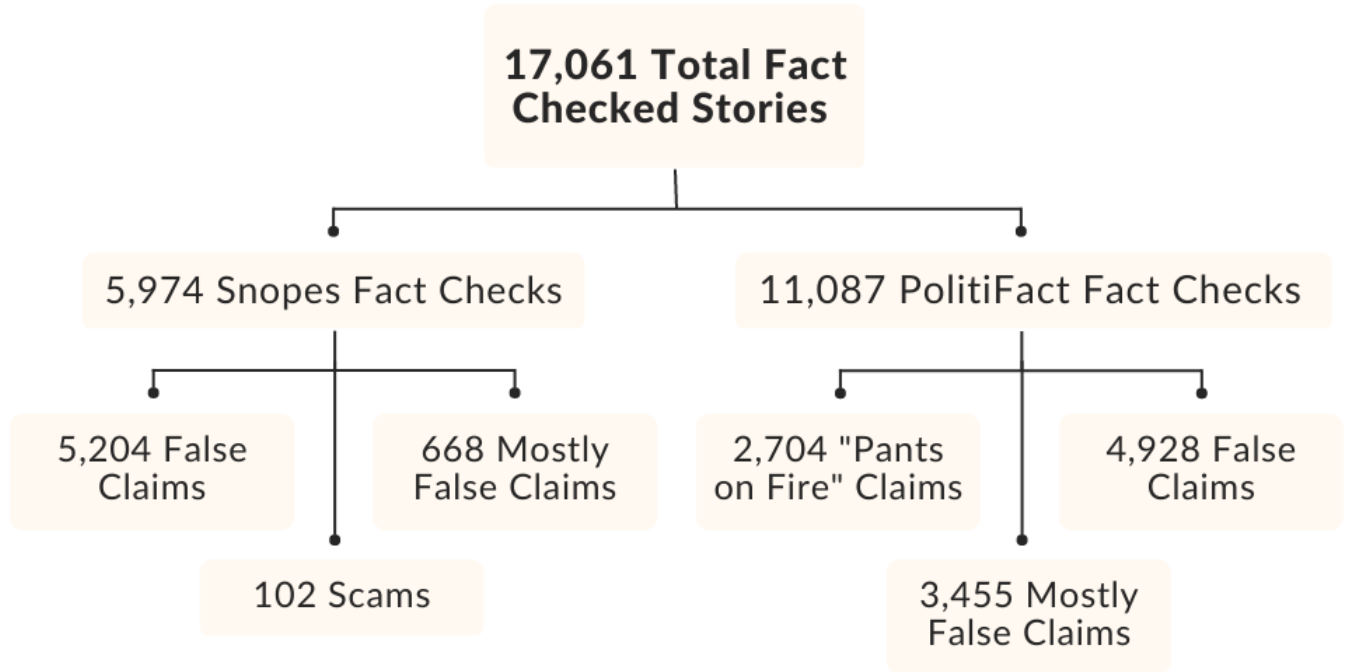 17,061 Total Fact
Checked Stories
5,974 Snopes Fact Checks
11,087 PolitiFact Fact Checks
5,204 False
Claims
668 Mostly
False Claims
2,704 "Pants
on Fire" Claims
4,928 False
Claims
102 Scams
3,455 Mostly
False Claims